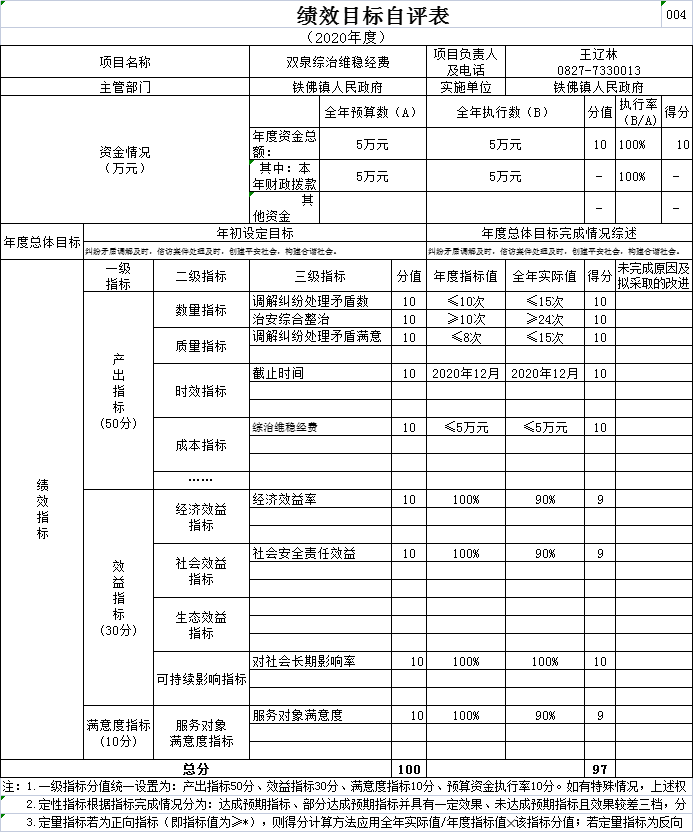 绩效目标自评表
004
（2020年度）
项目名称 双泉综治维稳经费 项目负责人及电话 王辽林 0827-7330013
主管部门 铁佛镇人民政府 实施单位 铁佛镇人民政府
资金情况（万元） 全年预算数（A） 全年执行数（B） 分值 执行率（B/A） 得分
年度资金总额： 5万元 5万元 10 100% 10
其中：本年财政拨款 5万元 5万元 - 100% -
其他资金 - -
年度总体目标 年初设定目标 年度总体目标完成情况综述
纠纷矛盾调解及时，信访案件处理及时，创建平安社会，构建合谐社会。 纠纷矛盾调解及时，信访案件处理及时，创建平安社会，构建合谐社会。
绩效指标 一级指标 二级指标 三级指标 分值 年度指标值 全年实际值 得分 未完成原因及拟采取的改进
产出指标（50分） 数量指标 调解纠纷处理矛盾数 10 ≤10次 ≤15次 10
治安综合整治 10 ≥10次 ≥24次 10
质量指标 调解纠纷处理矛盾满意 10 ≤8次 ≤15次 10
时效指标 截止时间 10 2020年12月 2020年12月 10
成本指标 综治维稳经费 10 ≤5万元 ≤5万元 10
……
效益指标（30分） 经济效益指标 经济效益率 10 100% 90% 9
社会效益指标 社会安全责任效益 10 100% 90% 9
生态效益指标
可持续影响指标 对社会长期影响率 10 100% 100% 10
满意度指标（10分） 服务对象满意度指标 服务对象满意度 10 100% 90% 9
总分 100 97
注：1.一级指标分值统一设置为：产出指标50分、效益指标30分、满意度指标10分、预算资金执行率10分。如有特殊情况，上述权
2.定性指标根据指标完成情况分为：达成预期指标、部分达成预期指标并具有一定效果、未达成预期指标且效果较差三档，分
3.定量指标若为正向指标（即指标值为≥*），则得分计算方法应用全年实际值/年度指标值×该指标分值；若定量指标为反向